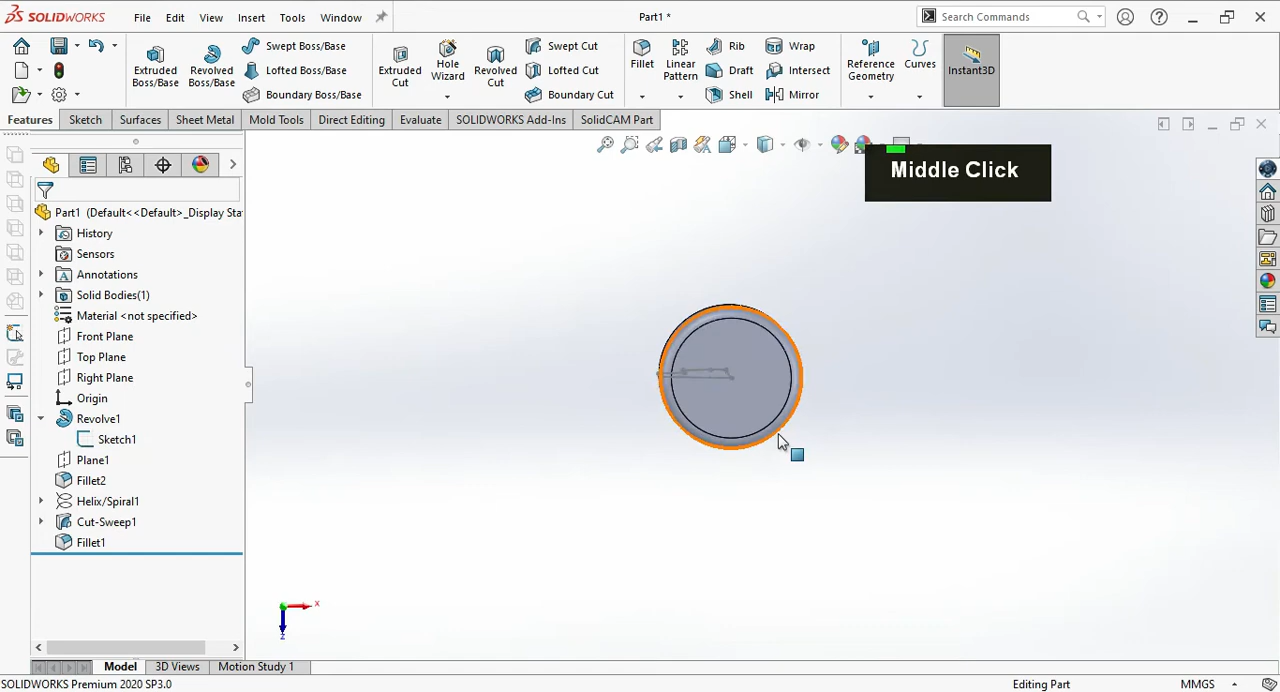 SOLIDWORKS
File
Edit
View
Insert
Tools
Window
Part1 *
Search Commands
Extruded Boss/Base
Revolved Boss/Base
Swept Boss/Base
Lofted Boss/Base
Boundary Boss/Base
Extruded Cut
Hole Wizard
Revolved Cut
Swept Cut
Lofted Cut
Boundary Cut
Fillet
Linear Pattern
Rib
Draft
Shell
Wrap
Intersect
Mirror
Reference Geometry
Curves
Instant3D
Features
Sketch
Surfaces
Sheet Metal
Mold Tools
Direct Editing
Evaluate
SOLIDWORKS Add-Ins
SolidCAM Part
Middle Click
Part1 (Default<<Default>_Display Sta
History
Sensors
Annotations
Solid Bodies(1)
Material <not specified>
Front Plane
Top Plane
Right Plane
Origin
Revolve1
Sketch1
Plane1
Fillet2
Helix/Spiral1
Cut-Sweep1
Fillet1
x
z
Model
3D Views
Motion Study 1
SOLIDWORKS Premium 2020 SP3.0
Editing Part
MMGS